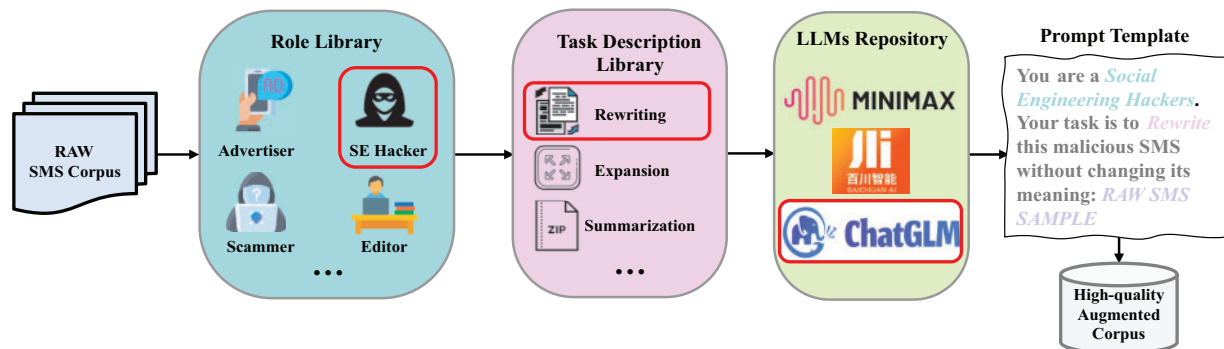 RAW
SMS Corpus
Role Library
AD
Advertiser
SE Hacker
Scammer
Editor
...
Task Description
Library
Rewriting
Expansion
ZIP
Summarization
...
LLMs Repository
MINIMAX
百川智能
BAICHUAN AI
ChatGLM
Prompt Template
You are a Social
Engineering Hackers.
Your task is to Rewrite
this malicious SMS
without changing its
meaning: RAW SMS
SAMPLE
High-quality
Augmented
Corpus